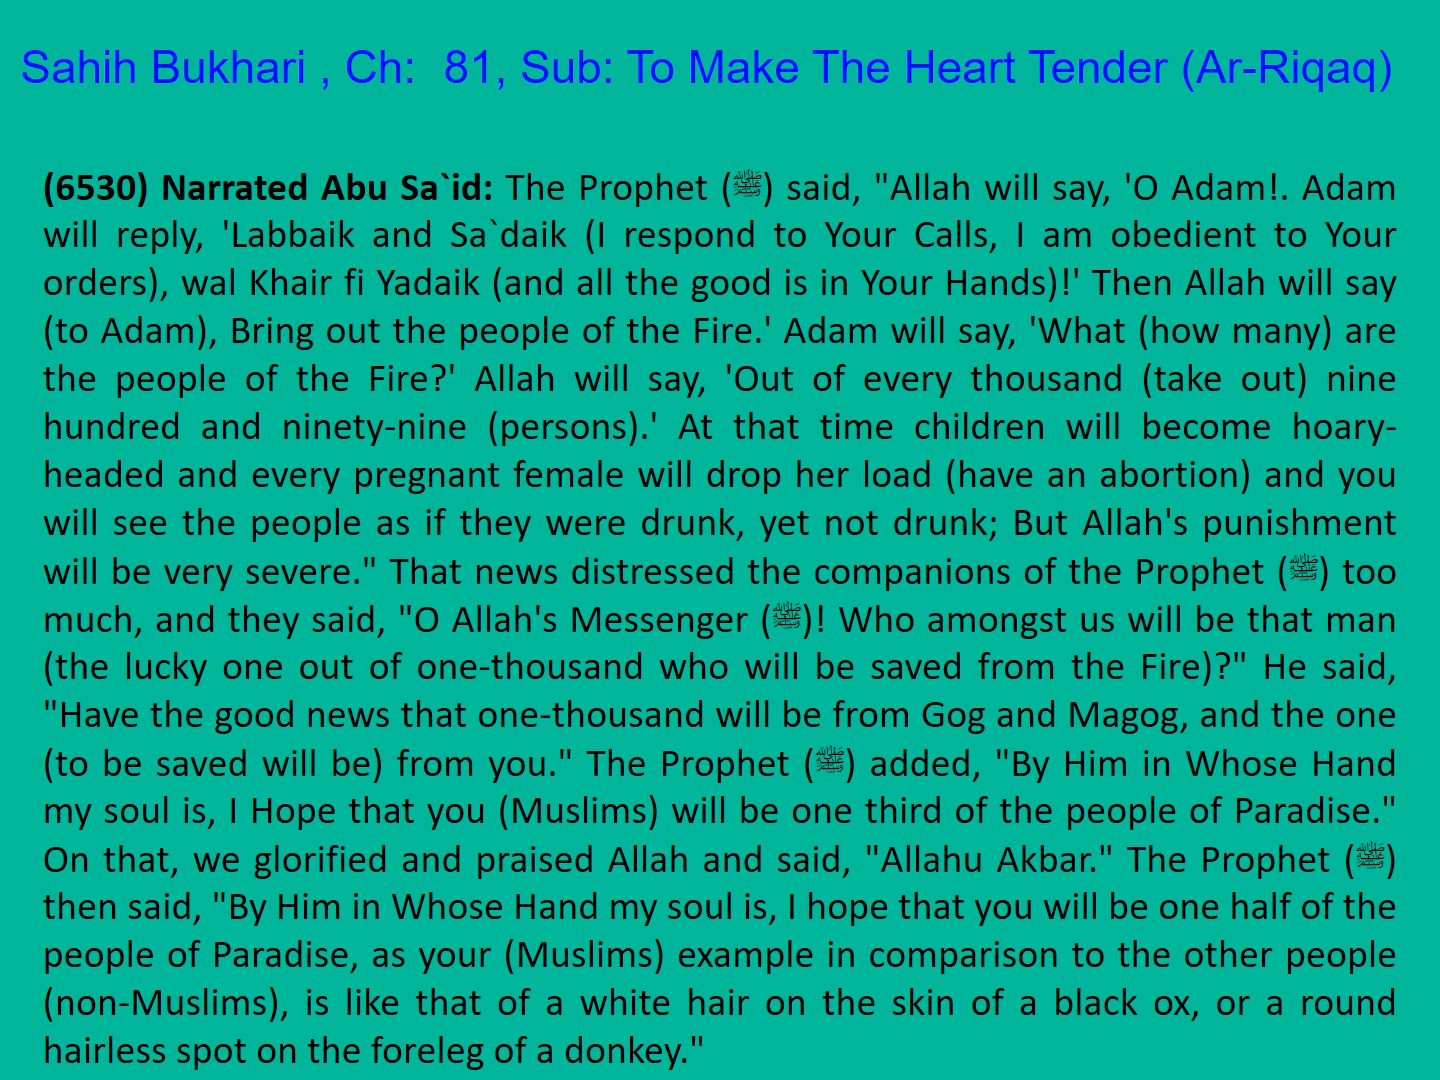 Sahih Bukhari , Ch:  81, Sub: To Make The Heart Tender (Ar-Riqaq)
(6530) Narrated Abu Sa`id: The Prophet (ﷺ) said, "Allah will say, 'O Adam!. Adam
will reply, 'Labbaik and Sa`daik (I respond to Your Calls, I am obedient to Your
orders), wal Khair fi Yadaik (and all the good is in Your Hands)!' Then Allah will say
(to Adam), Bring out the people of the Fire.' Adam will say, 'What (how many) are
the people of the Fire?' Allah will say, 'Out of every thousand (take out) nine
hundred and ninety-nine (persons).' At that time children will become hoary-
headed and every pregnant female will drop her load (have an abortion) and you
will see the people as if they were drunk, yet not drunk; But Allah's punishment
will be very severe." That news distressed the companions of the Prophet (ﷺ) too
much, and they said, "O Allah's Messenger (ﷺ)! Who amongst us will be that man
(the lucky one out of one-thousand who will be saved from the Fire)?" He said,
"Have the good news that one-thousand will be from Gog and Magog, and the one
(to be saved will be) from you." The Prophet (ﷺ) added, "By Him in Whose Hand
my soul is, I Hope that you (Muslims) will be one third of the people of Paradise."
On that, we glorified and praised Allah and said, "Allahu Akbar." The Prophet (ﷺ)
then said, "By Him in Whose Hand my soul is, I hope that you will be one half of the
people of Paradise, as your (Muslims) example in comparison to the other people
(non-Muslims), is like that of a white hair on the skin of a black ox, or a round
hairless spot on the foreleg of a donkey."